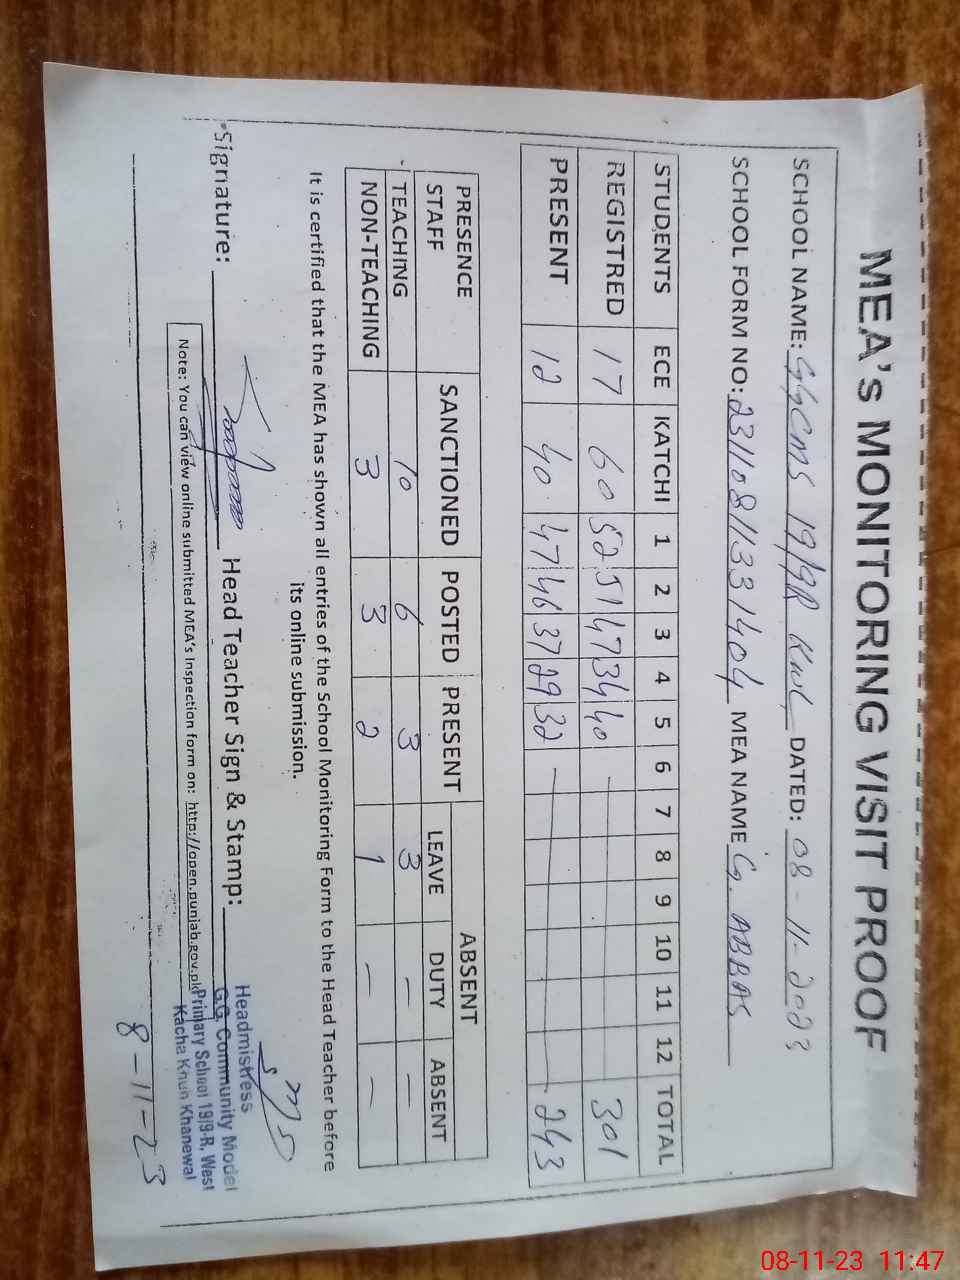 MEA's MONITORING VISIT PROOF
SCHOOL NAME: GGCMS 19/9R KWL DATED: 08-11-2023
SCHOOL FORM NO: 23110811331404 MEA NAME G. ABBAS
STUDENTS ECE KATCHI 1 2 3 4 5 6 7 8 9 10 11 12 TOTAL
REGISTRED 17 60 52 51 47 34 40 301
PRESENT 12 40 47 46 37 29 32 243
PRESENCE STAFF SANCTIONED POSTED PRESENT ABSENT
LEAVE DUTY ABSENT
TEACHING 10 6 3 3 — —
NON-TEACHING 3 3 2 1 — —
It is certified that the MEA has shown all entries of the School Monitoring Form to the Head Teacher before
its online submission.
*Signature: Head Teacher Sign & Stamp:
Headmistress
G.G. Community Model
Primary School 19/9-R, West
Kacha Khuh Khanewal
Note: You can view online submitted MEA's Inspection form on: http://open.punjab.gov.pk
8-11-23
08-11-23 11:47